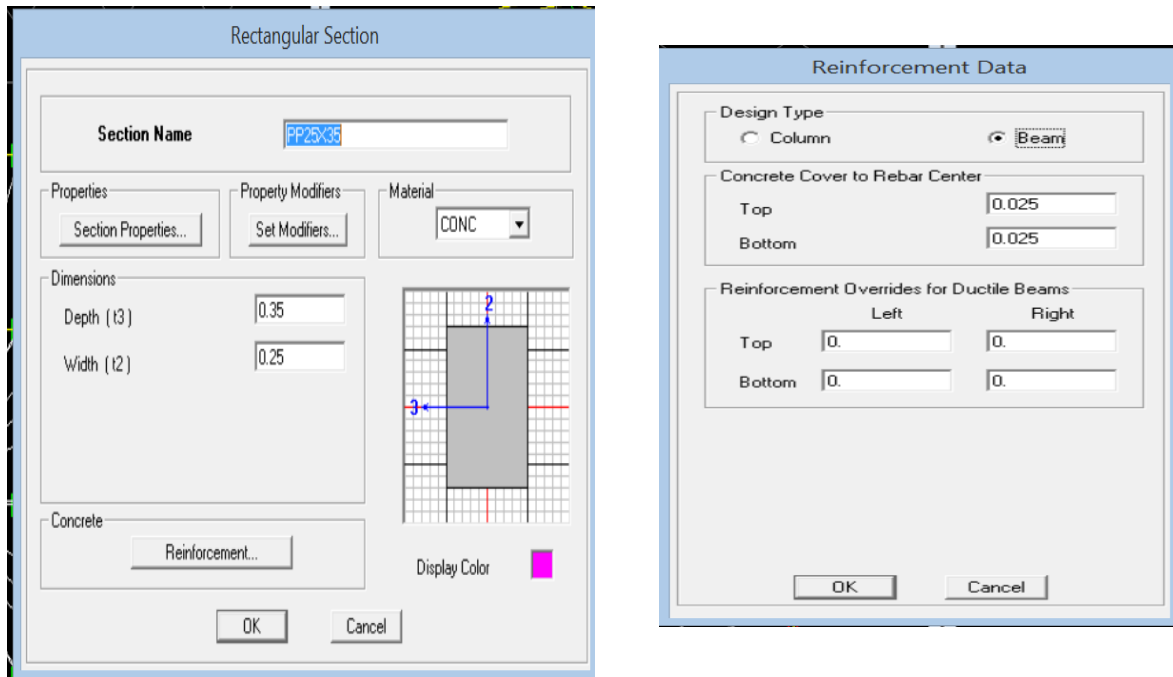 Rectangular Section
Section Name PP25X35
Properties Property Modifiers Material
Section Properties... Set Modifiers... CONC
Dimensions
Depth ( t3 ) 0.35
Width ( t2 ) 0.25
2
3
Concrete
Reinforcement...
Display Color
OK Cancel
Reinforcement Data
Design Type
Column Beam
Concrete Cover to Rebar Center
Top 0.025
Bottom 0.025
Reinforcement Overrides for Ductile Beams
Left Right
Top 0. 0.
Bottom 0. 0.
OK Cancel